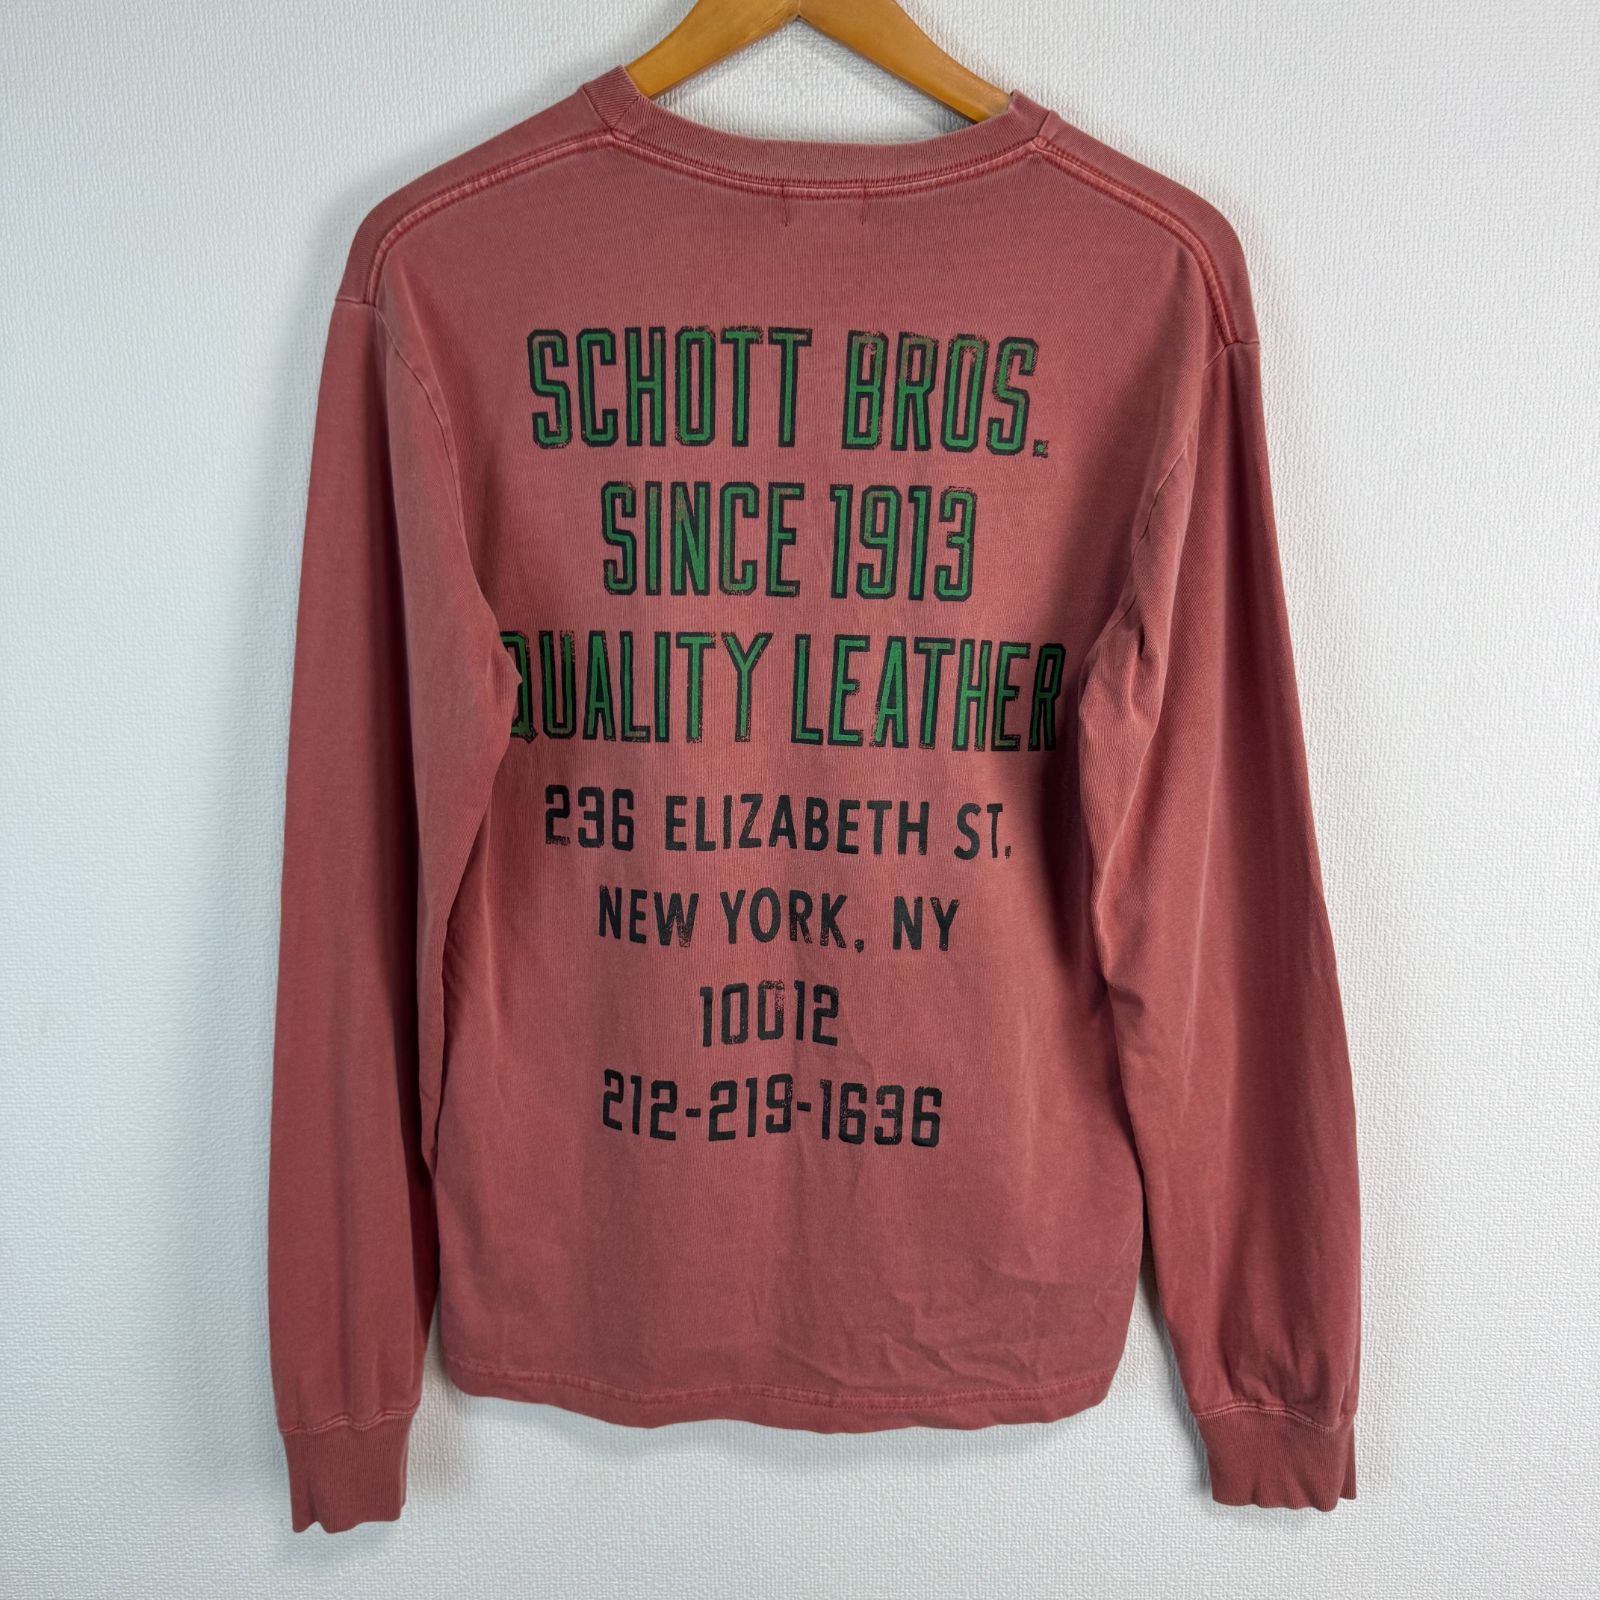 SCHOTT BROS.
SINCE 1913
QUALITY LEATHER
236 ELIZABETH ST.
NEW YORK, NY
10012
212-219-1636